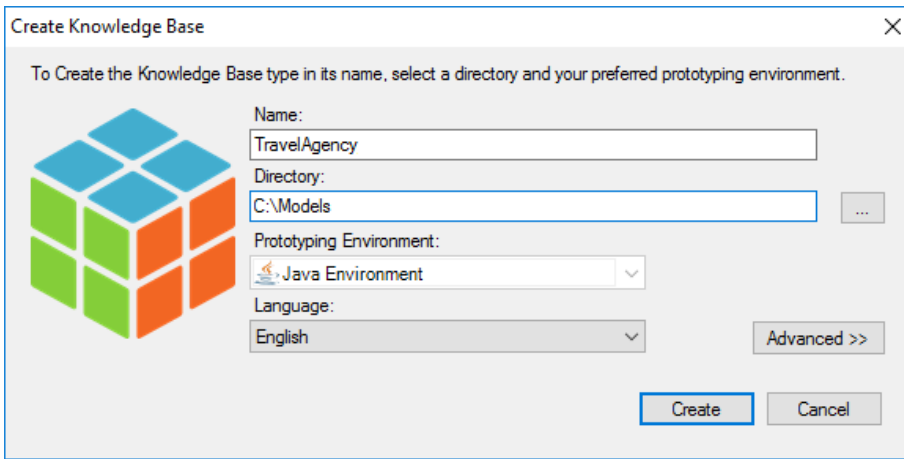 Create Knowledge Base
To Create the Knowledge Base type in its name, select a directory and your preferred prototyping environment.
Name:
TravelAgency
Directory:
C:\Models
...
Prototyping Environment:
Java Environment
Language:
English
Advanced >>
Create
Cancel